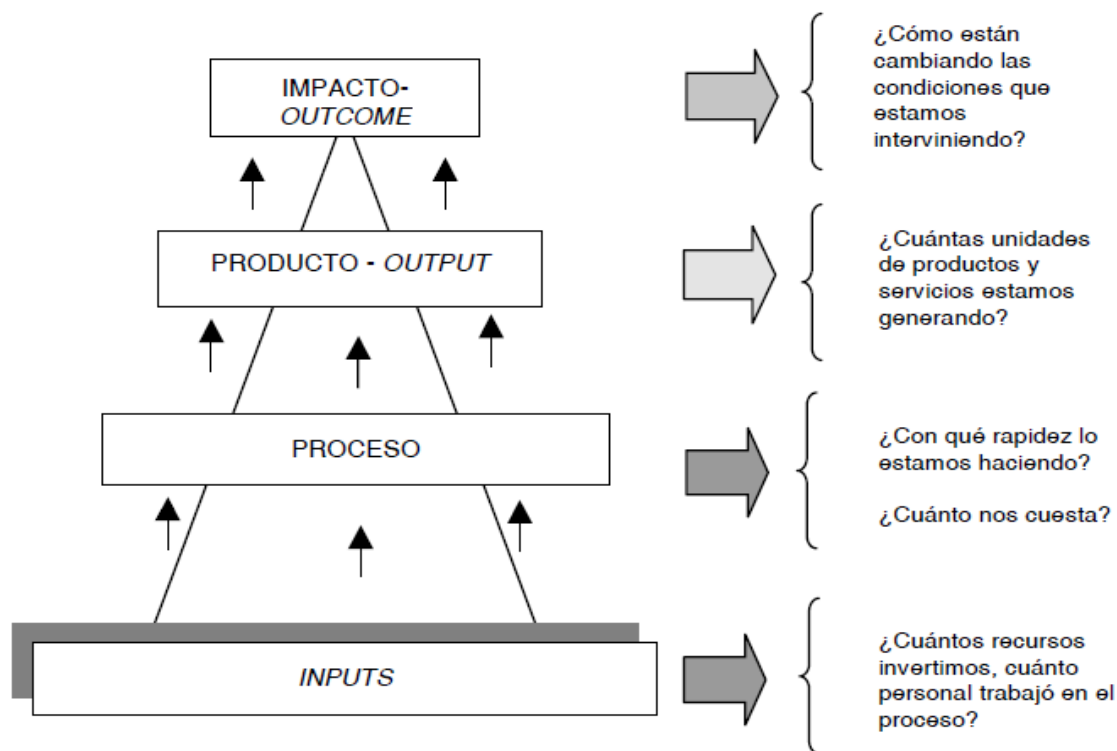 IMPACTO-
OUTCOME
¿Cómo están
cambiando las
condiciones que
estamos
interviniendo?
PRODUCTO - OUTPUT
¿Cuántas unidades
de productos y
servicios estamos
generando?
PROCESO
¿Con qué rapidez lo
estamos haciendo?
¿Cuánto nos cuesta?
INPUTS
¿Cuántos recursos
invertimos, cuánto
personal trabajó en el
proceso?